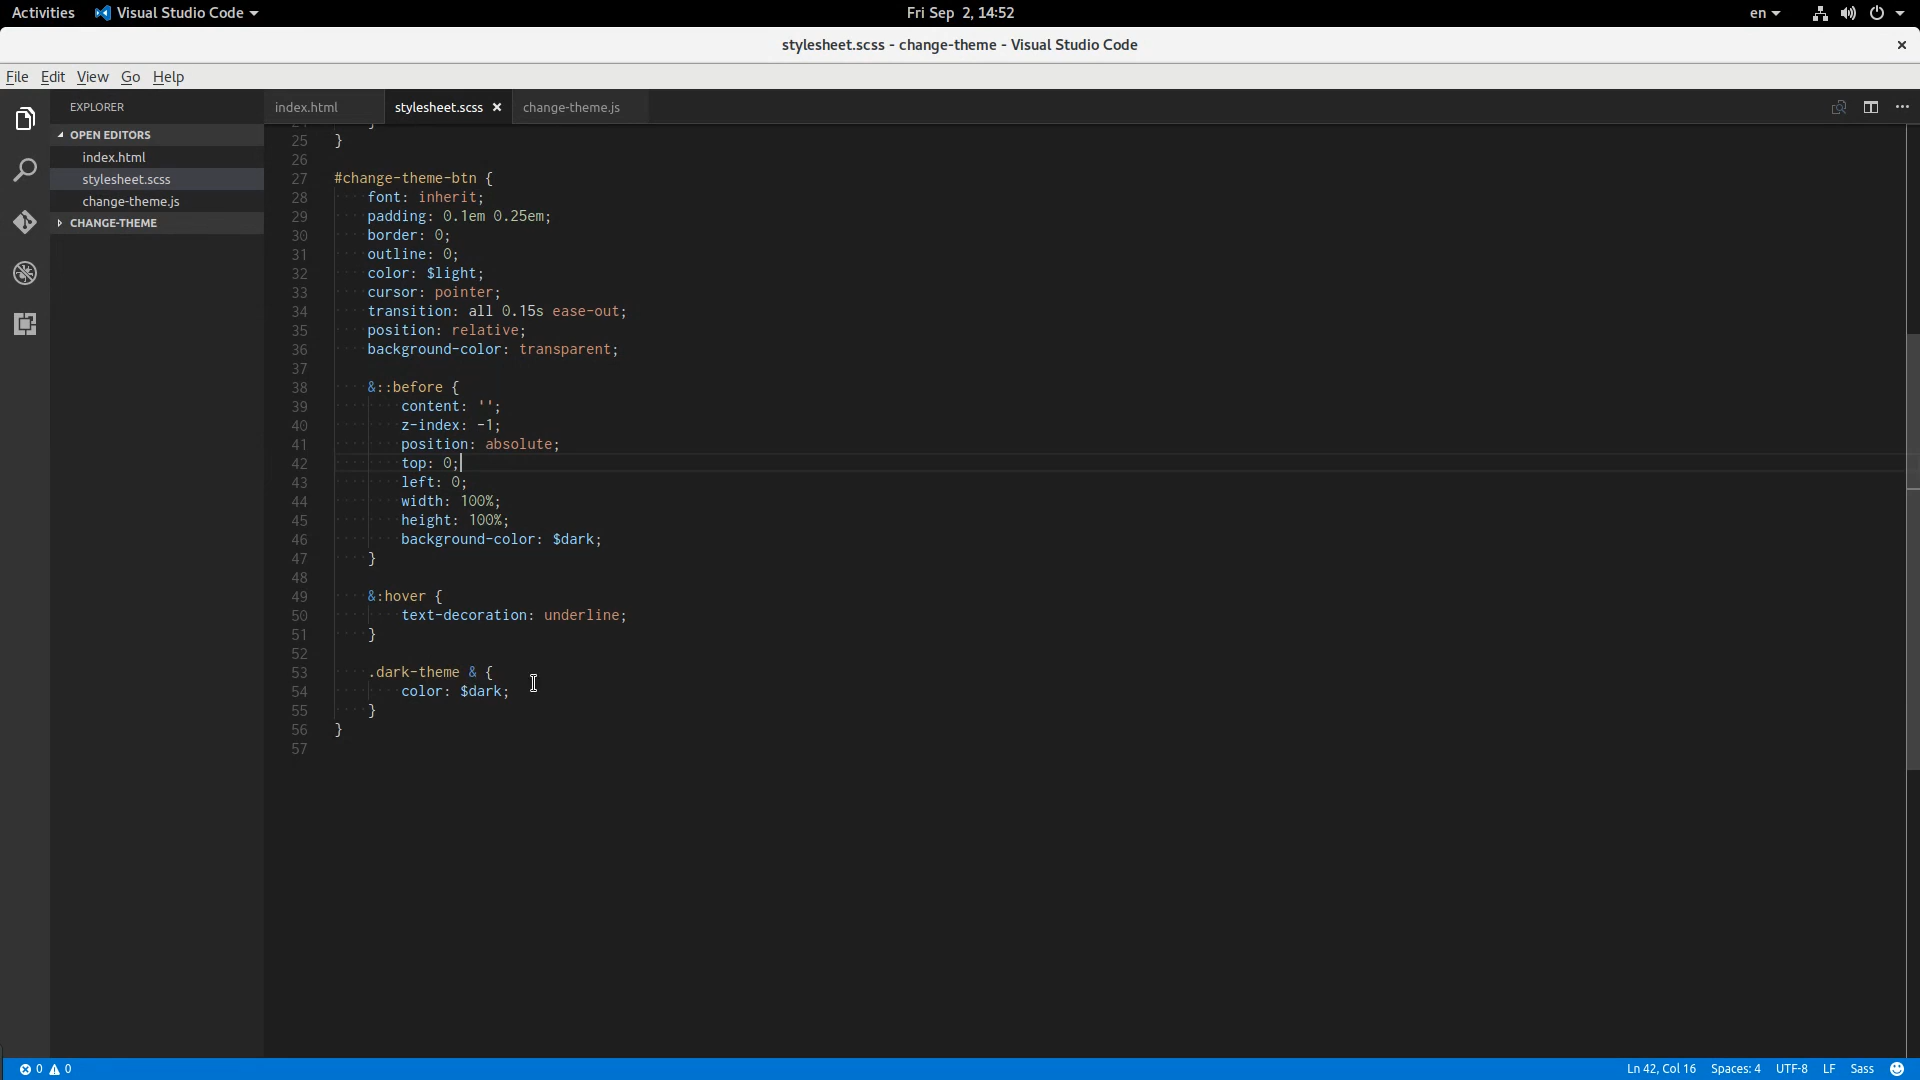 Activities Visual Studio Code Fri Sep 2, 14:52 en
stylesheet.scss - change-theme - Visual Studio Code
File Edit View Go Help
EXPLORER
OPEN EDITORS
index.html
stylesheet.scss
change-theme.js
CHANGE-THEME
index.html stylesheet.scss × change-theme.js
25 }
26
27 #change-theme-btn {
28     font: inherit;
29     padding: 0.1em 0.25em;
30     border: 0;
31     outline: 0;
32     color: $light;
33     cursor: pointer;
34     transition: all 0.15s ease-out;
35     position: relative;
36     background-color: transparent;
37
38     &::before {
39         content: '';
40         z-index: -1;
41         position: absolute;
42         top: 0;
43         left: 0;
44         width: 100%;
45         height: 100%;
46         background-color: $dark;
47     }
48
49     &:hover {
50         text-decoration: underline;
51     }
52
53     .dark-theme & {
54         color: $dark;
55     }
56 }
57
0 0 Ln 42, Col 16 Spaces: 4 UTF-8 LF Sass